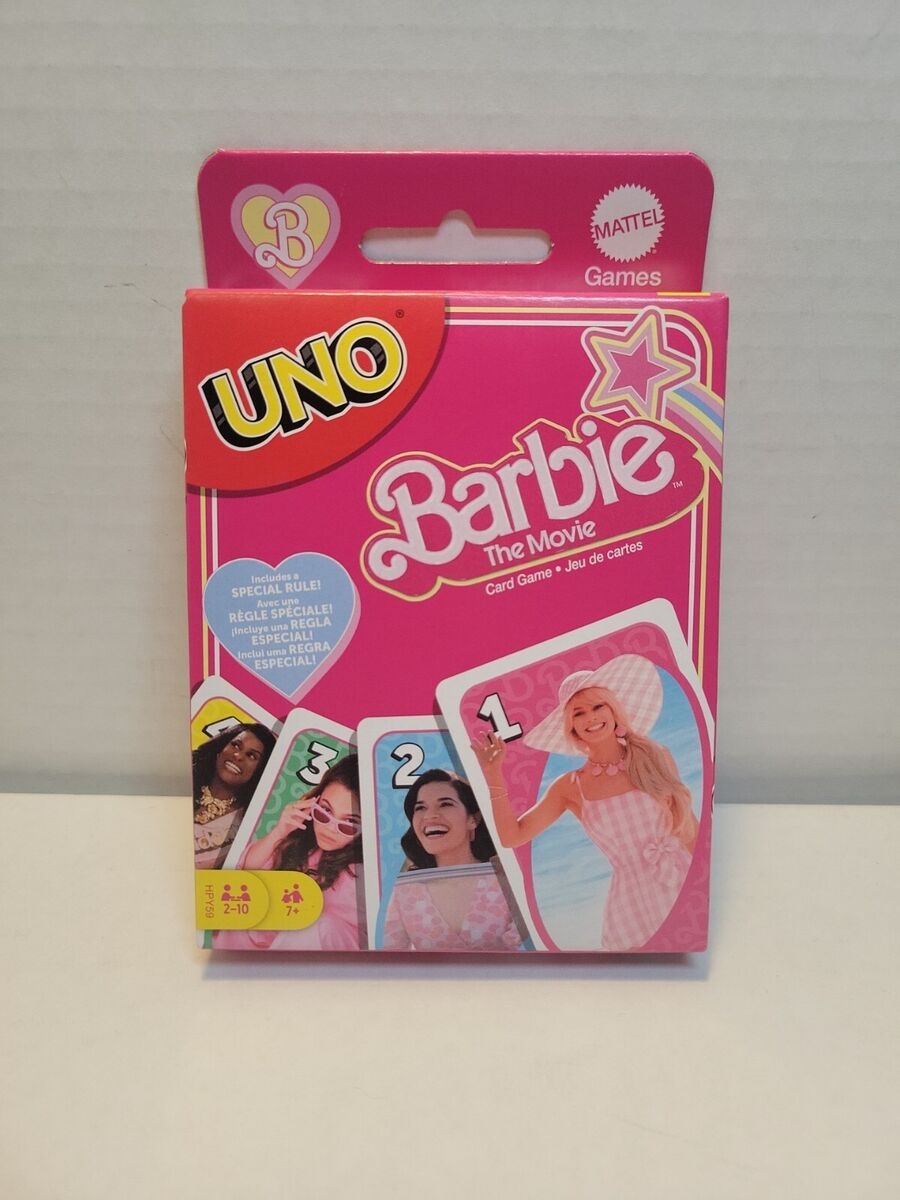 B
MATTEL
Games
UNO
®
Barbie
™
The Movie
Card Game • Jeu de cartes
Includes a
SPECIAL RULE!
Avec une
RÈGLE SPÉCIALE!
¡Incluye una REGLA
ESPECIAL!
Inclui uma REGRA
ESPECIAL!
3
2
1
HPY59
2-10
7+